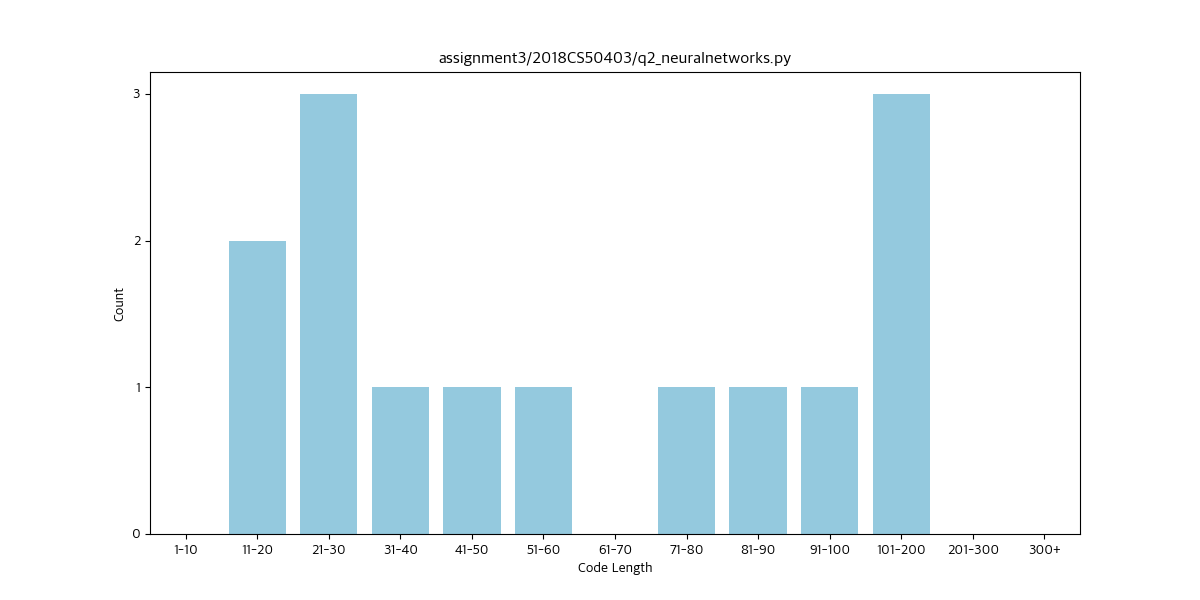 assignment3/2018CS50403/q2_neuralnetworks.py
3
2
1
0
Count
1-10 11-20 21-30 31-40 41-50 51-60 61-70 71-80 81-90 91-100 101-200 201-300 300+
Code Length